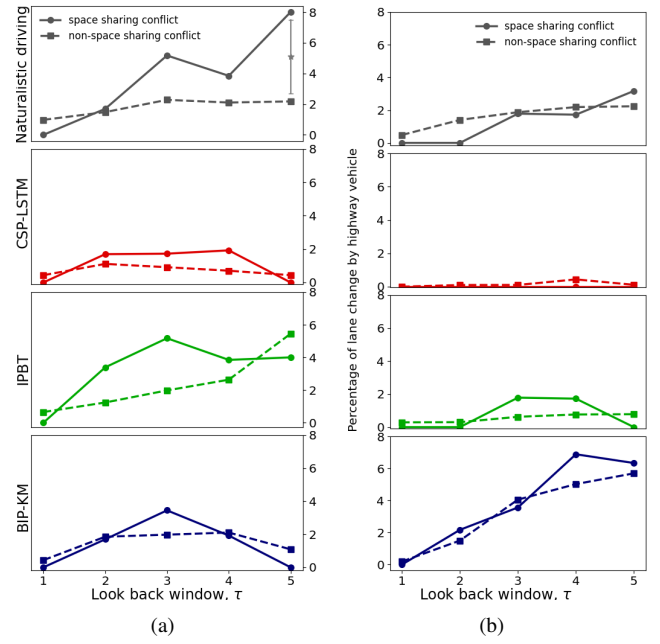 Naturalistic driving
space sharing conflict
non-space sharing conflict
8
6
4
2
0
CSP-LSTM
8
6
4
2
0
IPBT
8
6
4
2
0
BIP-KM
8
6
4
2
0
1 2 3 4 5
Look back window, τ
(a)
Percentage of lane change by highway vehicle
space sharing conflict
non-space sharing conflict
8
6
4
2
0
8
6
4
2
0
8
6
4
2
0
8
6
4
2
0
1 2 3 4 5
Look back window, τ
(b)